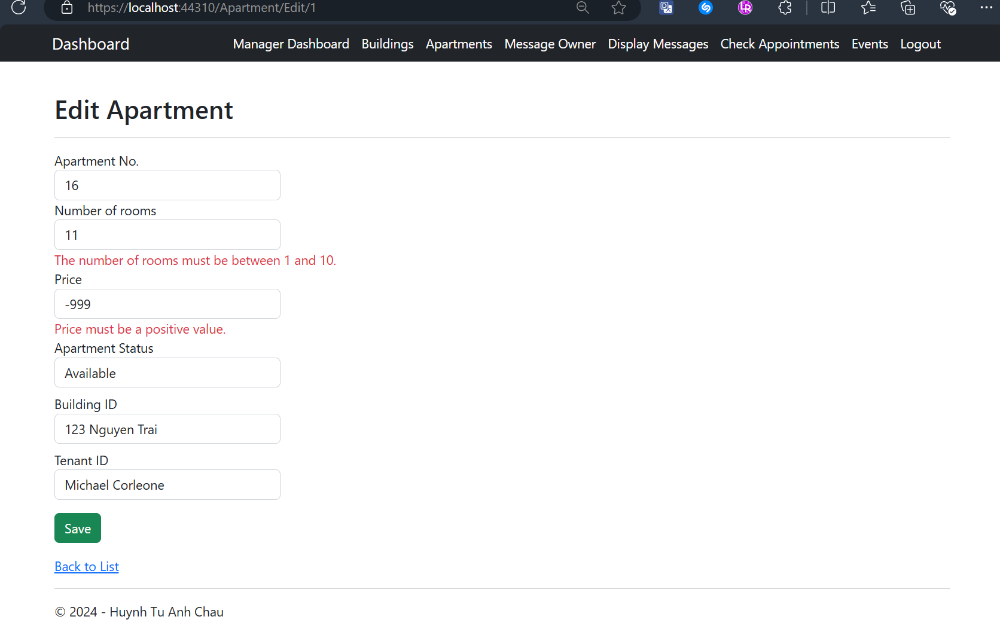 https://localhost:44310/Apartment/Edit/1
Dashboard Manager Dashboard Buildings Apartments Message Owner Display Messages Check Appointments Events Logout
Edit Apartment
Apartment No.
16
Number of rooms
11
The number of rooms must be between 1 and 10.
Price
-999
Price must be a positive value.
Apartment Status
Available
Building ID
123 Nguyen Trai
Tenant ID
Michael Corleone
Save
Back to List
© 2024 - Huynh Tu Anh Chau